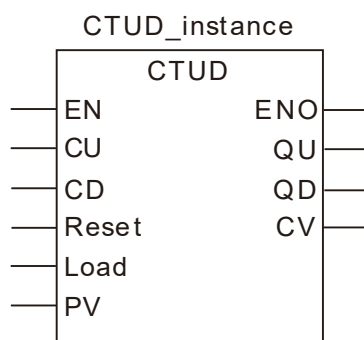 CTUD_instance
CTUD
EN ENO
CU QU
CD QD
Reset CV
Load
PV